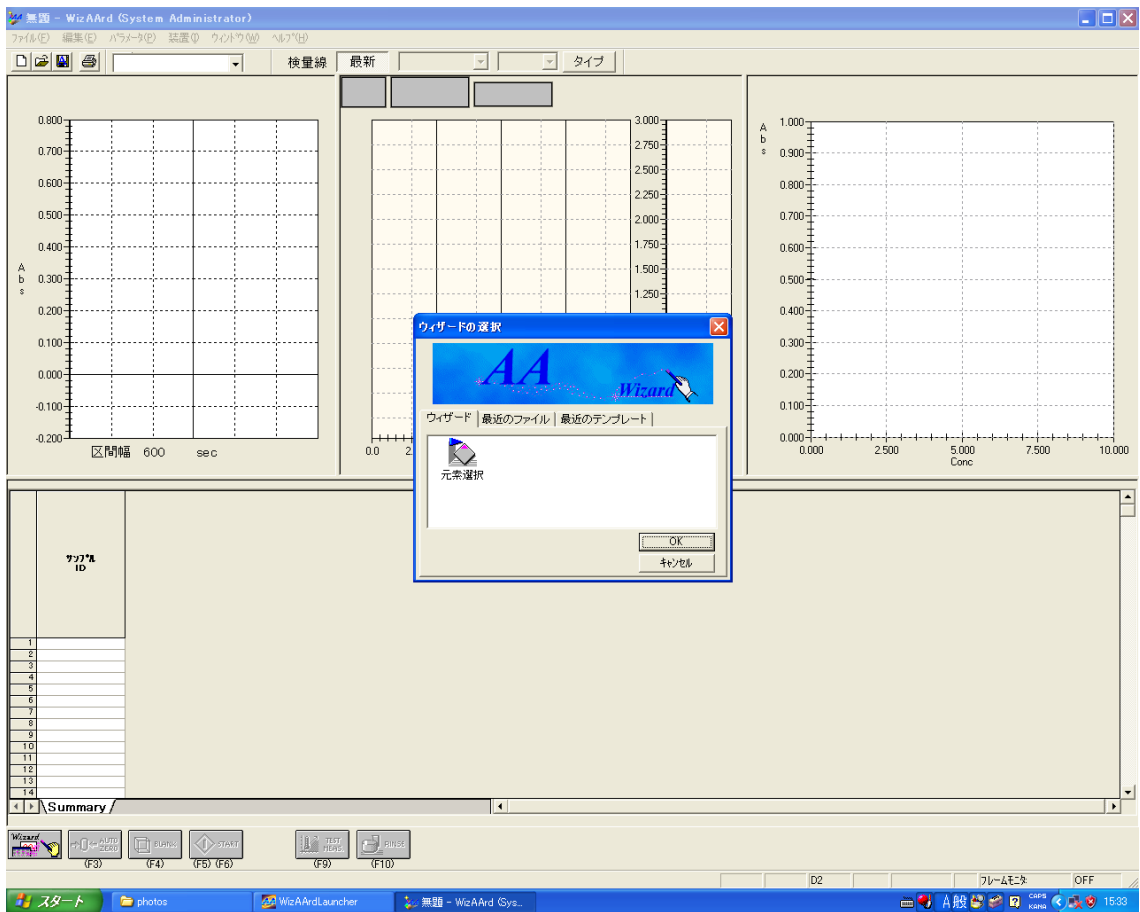 無題 - WizAArd (System Administrator)
ファイル(F) 編集(E) パラメータ(P) 装置(I) ウィンドウ(W) ヘルプ(H)
検量線 最新 タイプ
Abs
0.800
0.700
0.600
0.500
0.400
0.300
0.200
0.100
0.000
-0.100
-0.200
区間幅 600 sec
3.000
2.750
2.500
2.250
2.000
1.750
1.500
1.250
0.0 2
Abs
1.000
0.900
0.800
0.700
0.600
0.500
0.400
0.300
0.200
0.100
0.000
0.000 2.500 5.000 7.500 10.000
Conc
ウィザードの選択
AA Wizard
ウィザード 最近のファイル 最近のテンプレート
元素選択
OK
キャンセル
サンプル
ID
1
2
3
4
5
6
7
8
9
10
11
12
13
14
Summary
Wizard AUTO ZERO BLANK START TEST MEAS. RINSE
(F3) (F4) (F5) (F6) (F9) (F10)
D2 フレームモニタ: OFF
スタート photos WizAArdLauncher 無題 - WizAArd (Sys... A 般 CAPS KANA 15:33